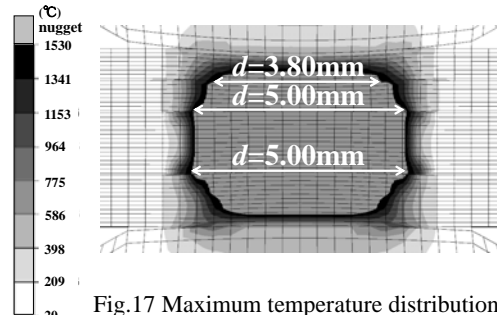 (℃)
nugget
1530
1341
1153
964
775
586
398
209
20
d=3.80mm
d=5.00mm
d=5.00mm
Fig.17 Maximum temperature distribution